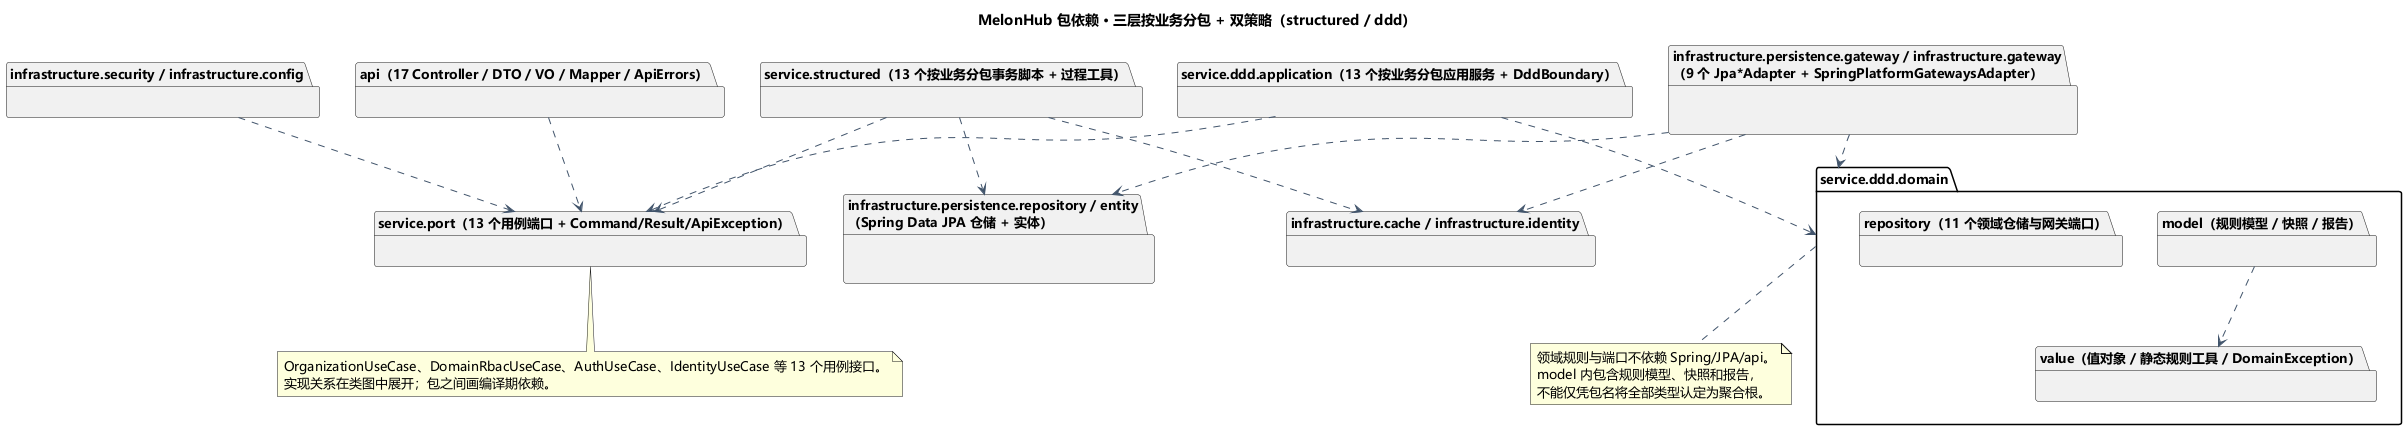 MelonHub 包依赖 · 三层按业务分包 + 双策略（structured / ddd）
infrastructure.security / infrastructure.config
api（17 Controller / DTO / VO / Mapper / ApiErrors）
service.structured（13 个按业务分包事务脚本 + 过程工具）
service.ddd.application（13 个按业务分包应用服务 + DddBoundary）
infrastructure.persistence.gateway / infrastructure.gateway
（9 个 Jpa*Adapter + SpringPlatformGatewaysAdapter）
service.port（13 个用例端口 + Command/Result/ApiException）
infrastructure.persistence.repository / entity
（Spring Data JPA 仓储 + 实体）
infrastructure.cache / infrastructure.identity
service.ddd.domain
repository（11 个领域仓储与网关端口）
model（规则模型 / 快照 / 报告）
value（值对象 / 静态规则工具 / DomainException）
OrganizationUseCase、DomainRbacUseCase、AuthUseCase、IdentityUseCase 等 13 个用例接口。
实现关系在类图中展开；包之间画编译期依赖。
领域规则与端口不依赖 Spring/JPA/api。
model 内包含规则模型、快照和报告，
不能仅凭包名将全部类型认定为聚合根。